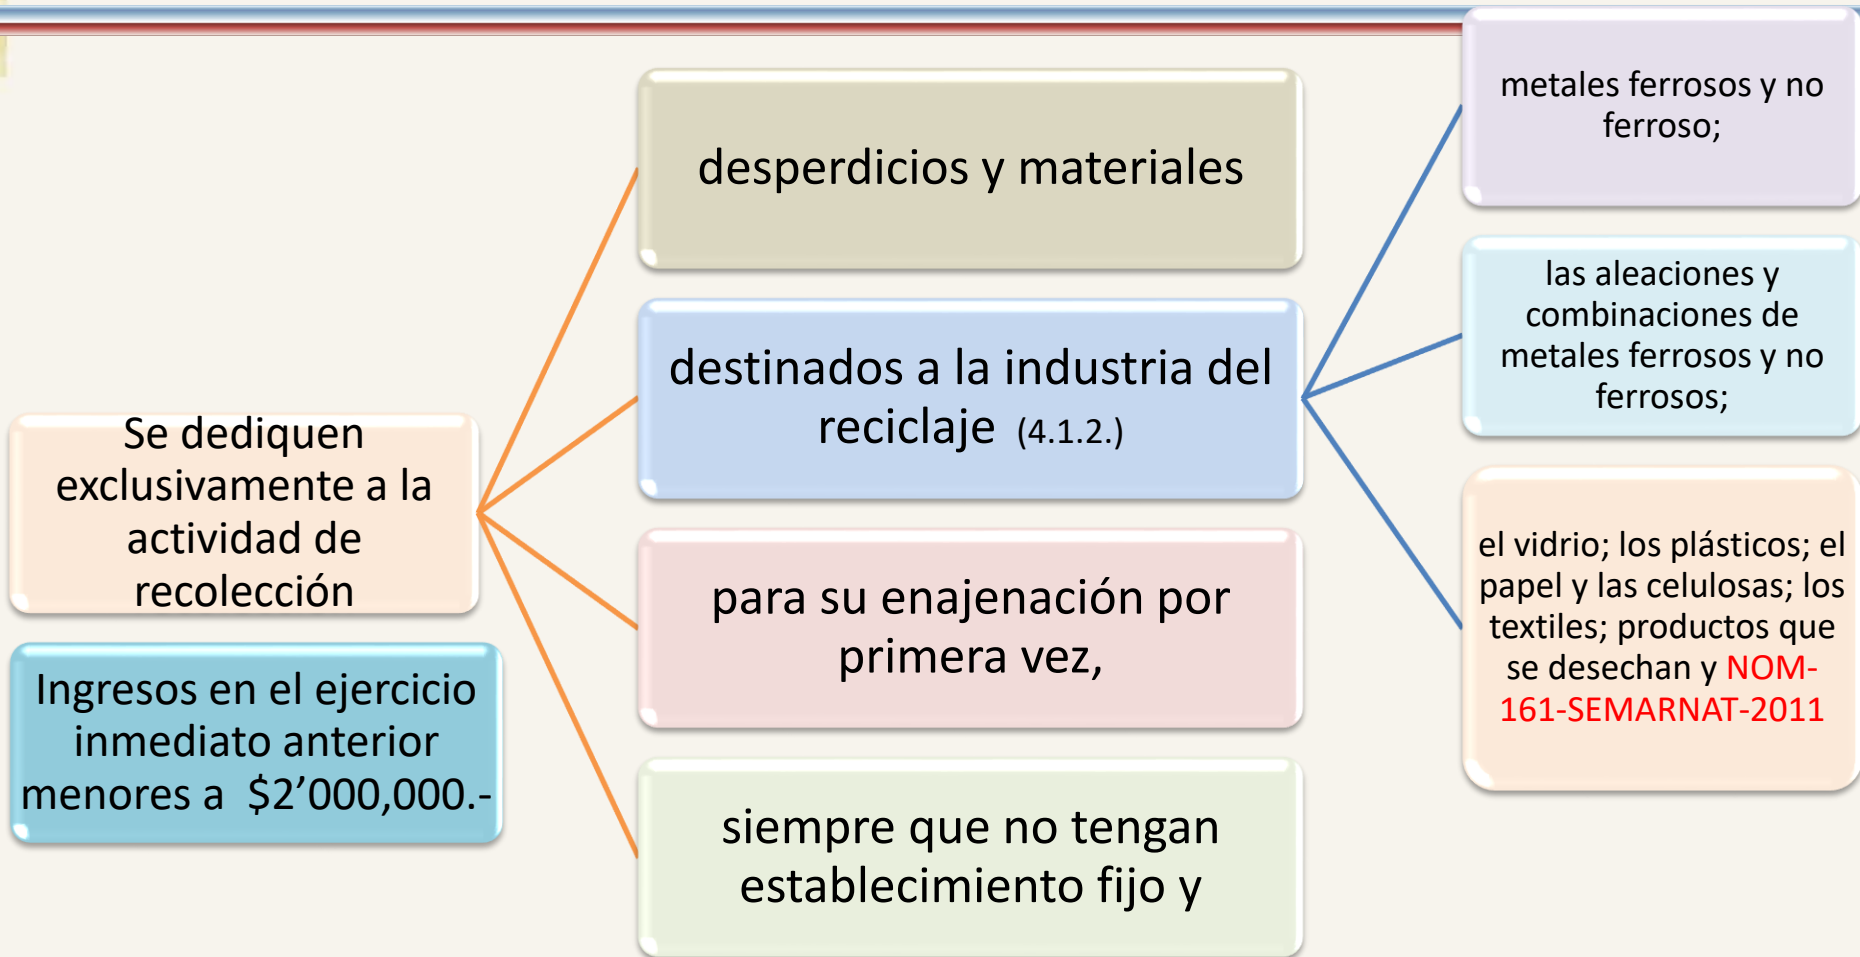 Se dediquen
exclusivamente a la
actividad de
recolección
Ingresos en el ejercicio
inmediato anterior
menores a $2’000,000.-
desperdicios y materiales
destinados a la industria del
reciclaje (4.1.2.)
para su enajenación por
primera vez,
siempre que no tengan
establecimiento fijo y
metales ferrosos y no
ferroso;
las aleaciones y
combinaciones de
metales ferrosos y no
ferrosos;
el vidrio; los plásticos; el
papel y las celulosas; los
textiles; productos que
se desechan y NOM-
161-SEMARNAT-2011